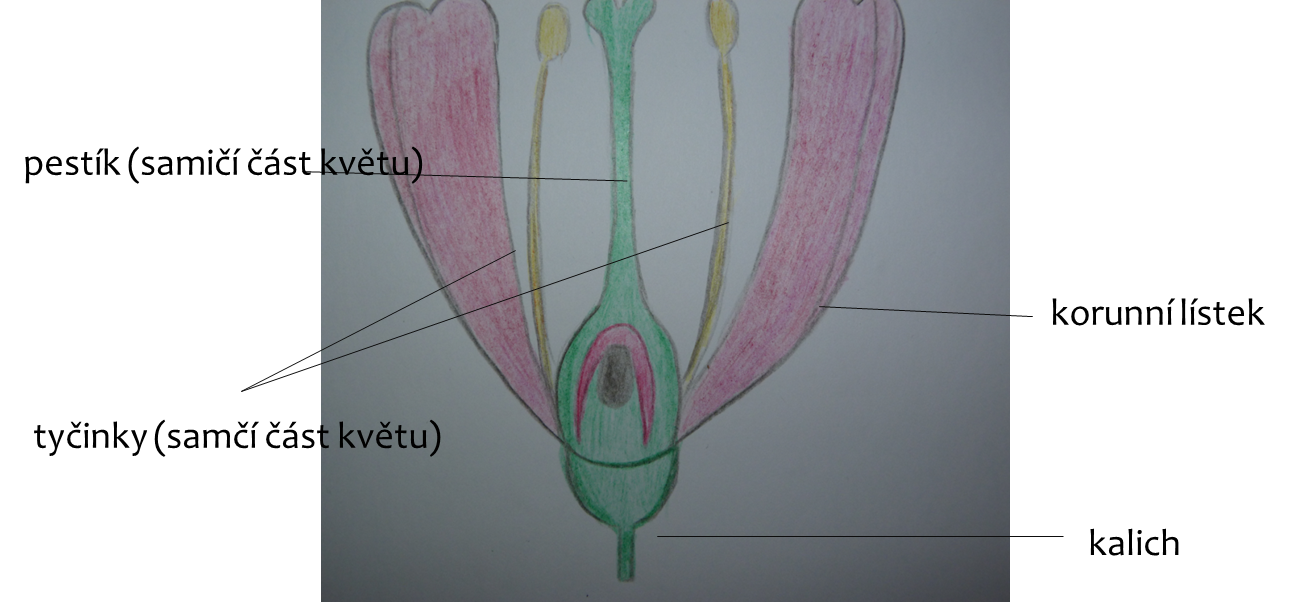 pestík (samičí část květu)
korunní lístek
tyčinky (samčí část květu)
kalich